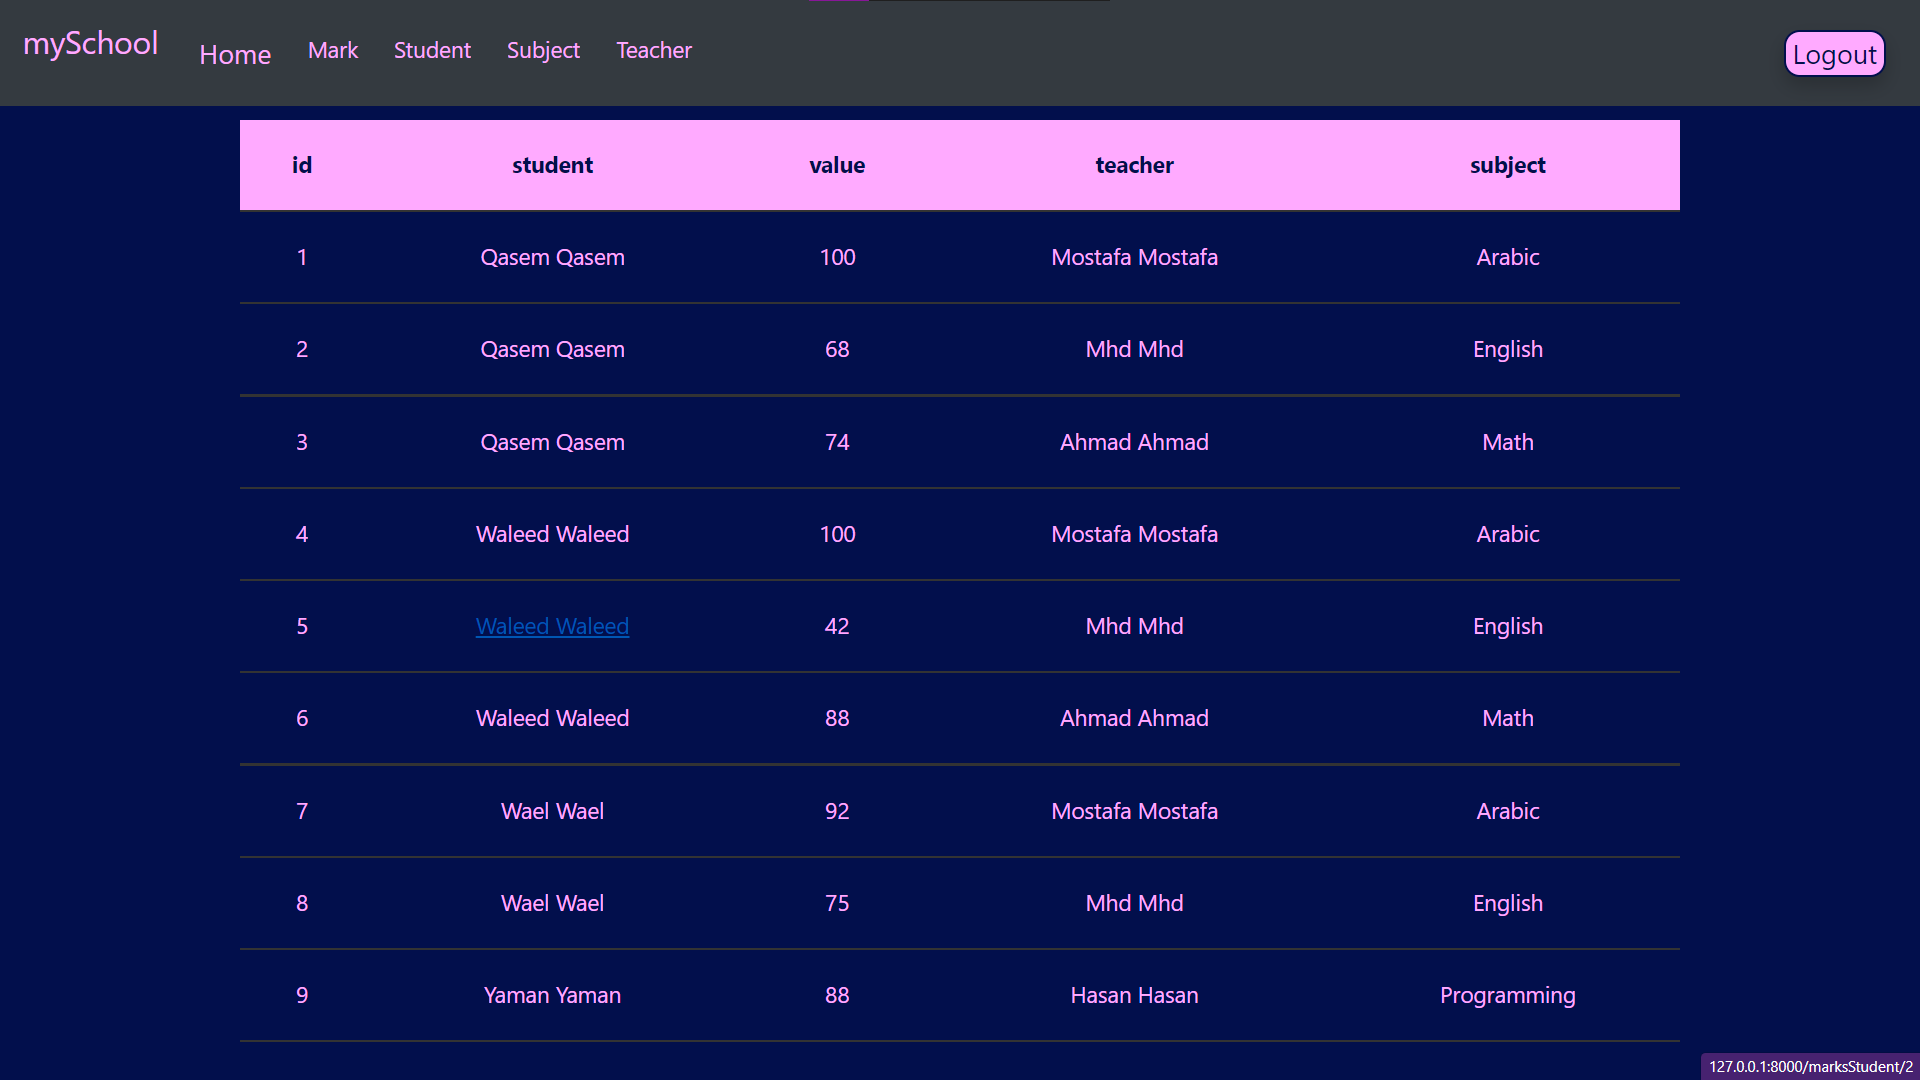 mySchool Home Mark Student Subject Teacher Logout
id student value teacher subject
1 Qasem Qasem 100 Mostafa Mostafa Arabic
2 Qasem Qasem 68 Mhd Mhd English
3 Qasem Qasem 74 Ahmad Ahmad Math
4 Waleed Waleed 100 Mostafa Mostafa Arabic
5 Waleed Waleed 42 Mhd Mhd English
6 Waleed Waleed 88 Ahmad Ahmad Math
7 Wael Wael 92 Mostafa Mostafa Arabic
8 Wael Wael 75 Mhd Mhd English
9 Yaman Yaman 88 Hasan Hasan Programming
127.0.0.1:8000/marksStudent/2